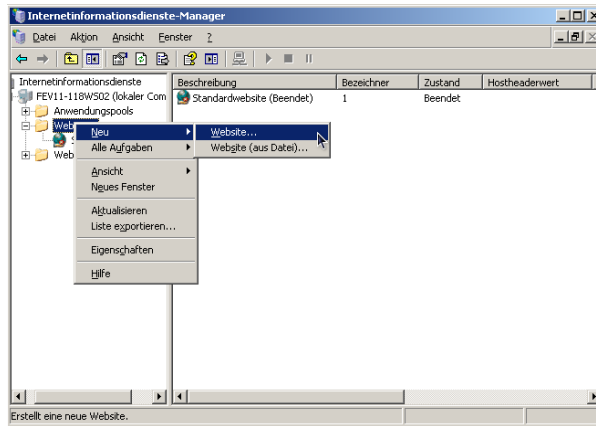 Internetinformationsdienste-Manager
Datei Aktion Ansicht Fenster ?
Internetinformationsdienste
FEV11-118WS02 (lokaler Com
Anwendungspools
Web
S
Web
Beschreibung Bezeichner Zustand Hostheaderwert
Standardwebsite (Beendet) 1 Beendet
Neu
Alle Aufgaben
Ansicht
Neues Fenster
Aktualisieren
Liste exportieren...
Eigenschaften
Hilfe
Website...
Website (aus Datei)...
Erstellt eine neue Website.